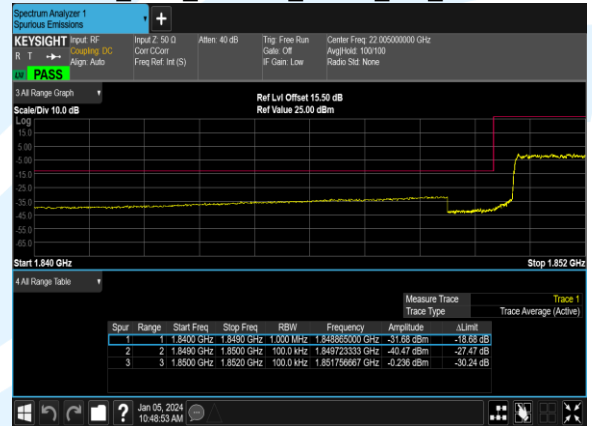 Spectrum Analyzer 1
Spurious Emissions
+
KEYSIGHT Input: RF Input Z: 50 Ω Atten: 40 dB Trig: Free Run Center Freq: 22.005000000 GHz
R T Coupling: DC Corr CCorr Gate: Off Avg|Hold: 100/100
Align: Auto Freq Ref: Int (S) IF Gain: Low Radio Std: None
PASS
3 All Range Graph Ref Lvl Offset 15.50 dB
Scale/Div 10.0 dB Ref Value 25.00 dBm
Log
15.0
5.00
-5.00
-15.0
-25.0
-35.0
-45.0
-55.0
-65.0
Start 1.840 GHz Stop 1.852 GHz
4 All Range Table
Measure Trace Trace 1
Trace Type Trace Average (Active)
Spur Range Start Freq Stop Freq RBW Frequency Amplitude ΔLimit
1 1 1.8400 GHz 1.8490 GHz 1.000 MHz 1.848865000 GHz -31.68 dBm -18.68 dB
2 2 1.8490 GHz 1.8500 GHz 100.0 kHz 1.849723333 GHz -40.47 dBm -27.47 dB
3 3 1.8500 GHz 1.8520 GHz 100.0 kHz 1.851756667 GHz -0.236 dBm -30.24 dB
? Jan 05, 2024
10:48:53 AM